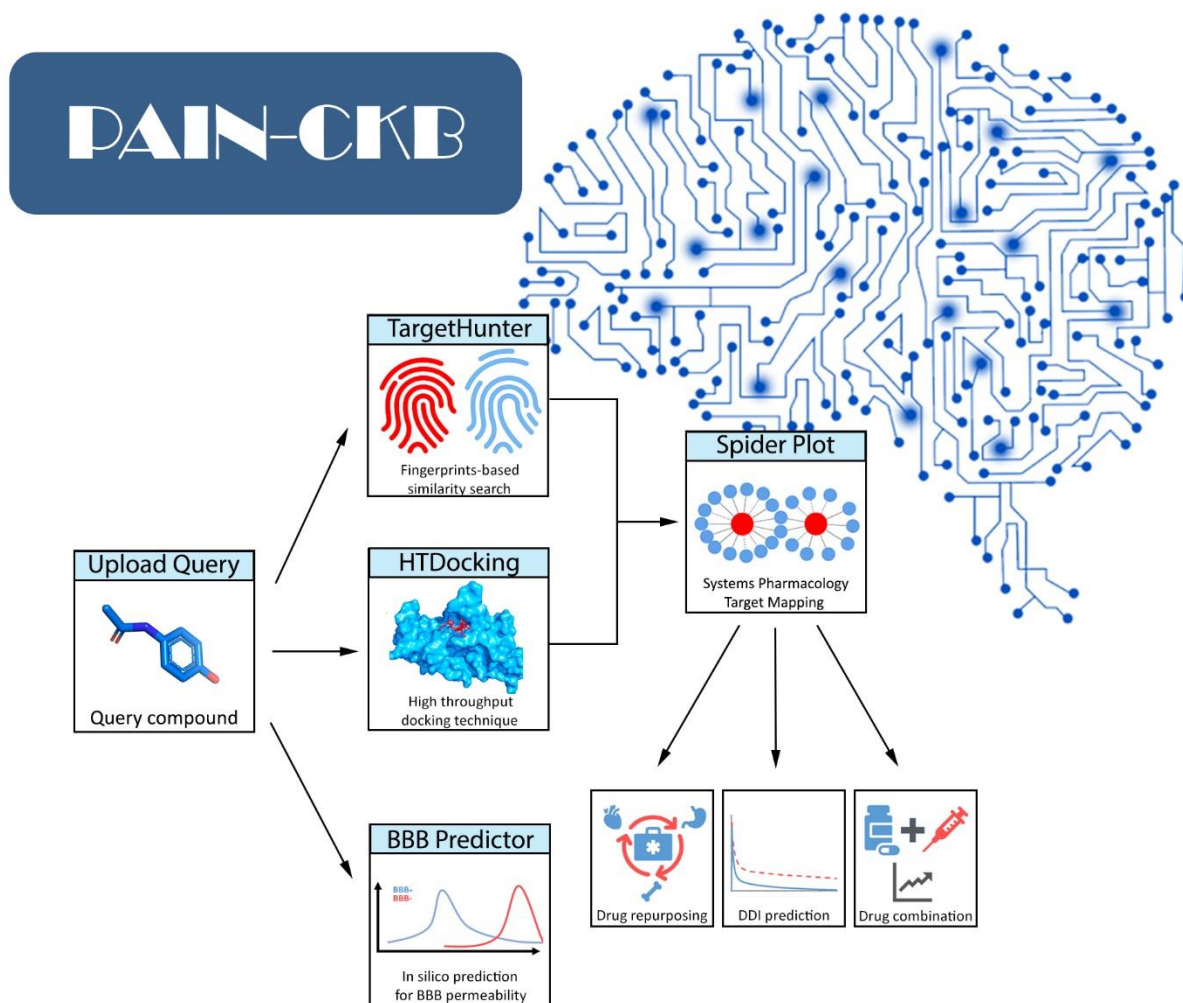 PAIN-CKB
TargetHunter
Fingerprints-based
similarity search
Upload Query
Query compound
HTDocking
High throughput
docking technique
Spider Plot
Systems Pharmacology
Target Mapping
BBB Predictor
BBB+
BBB-
In silico prediction
for BBB permeability
Drug repurposing
DDI prediction
Drug combination